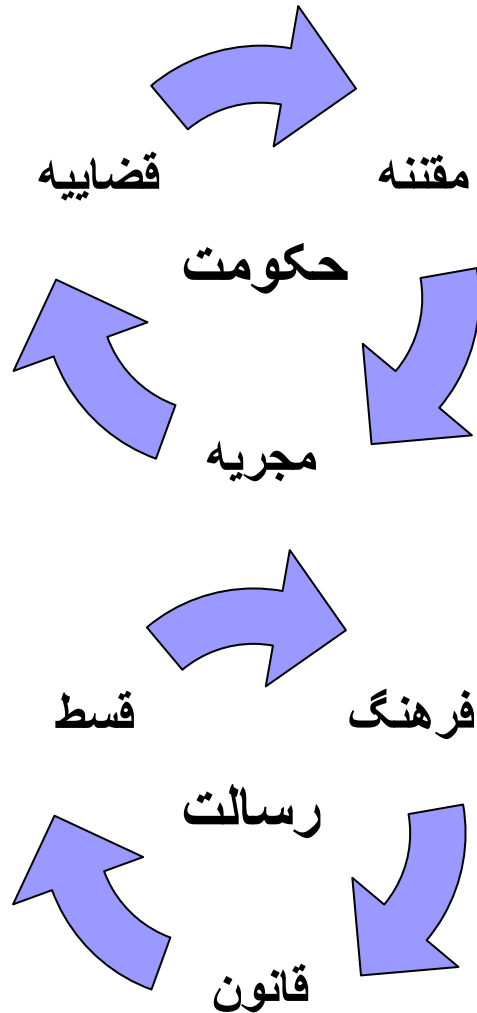 مقننه قضاییه
حکومت
مجریه
فرهنگ قسط
رسالت
قانون